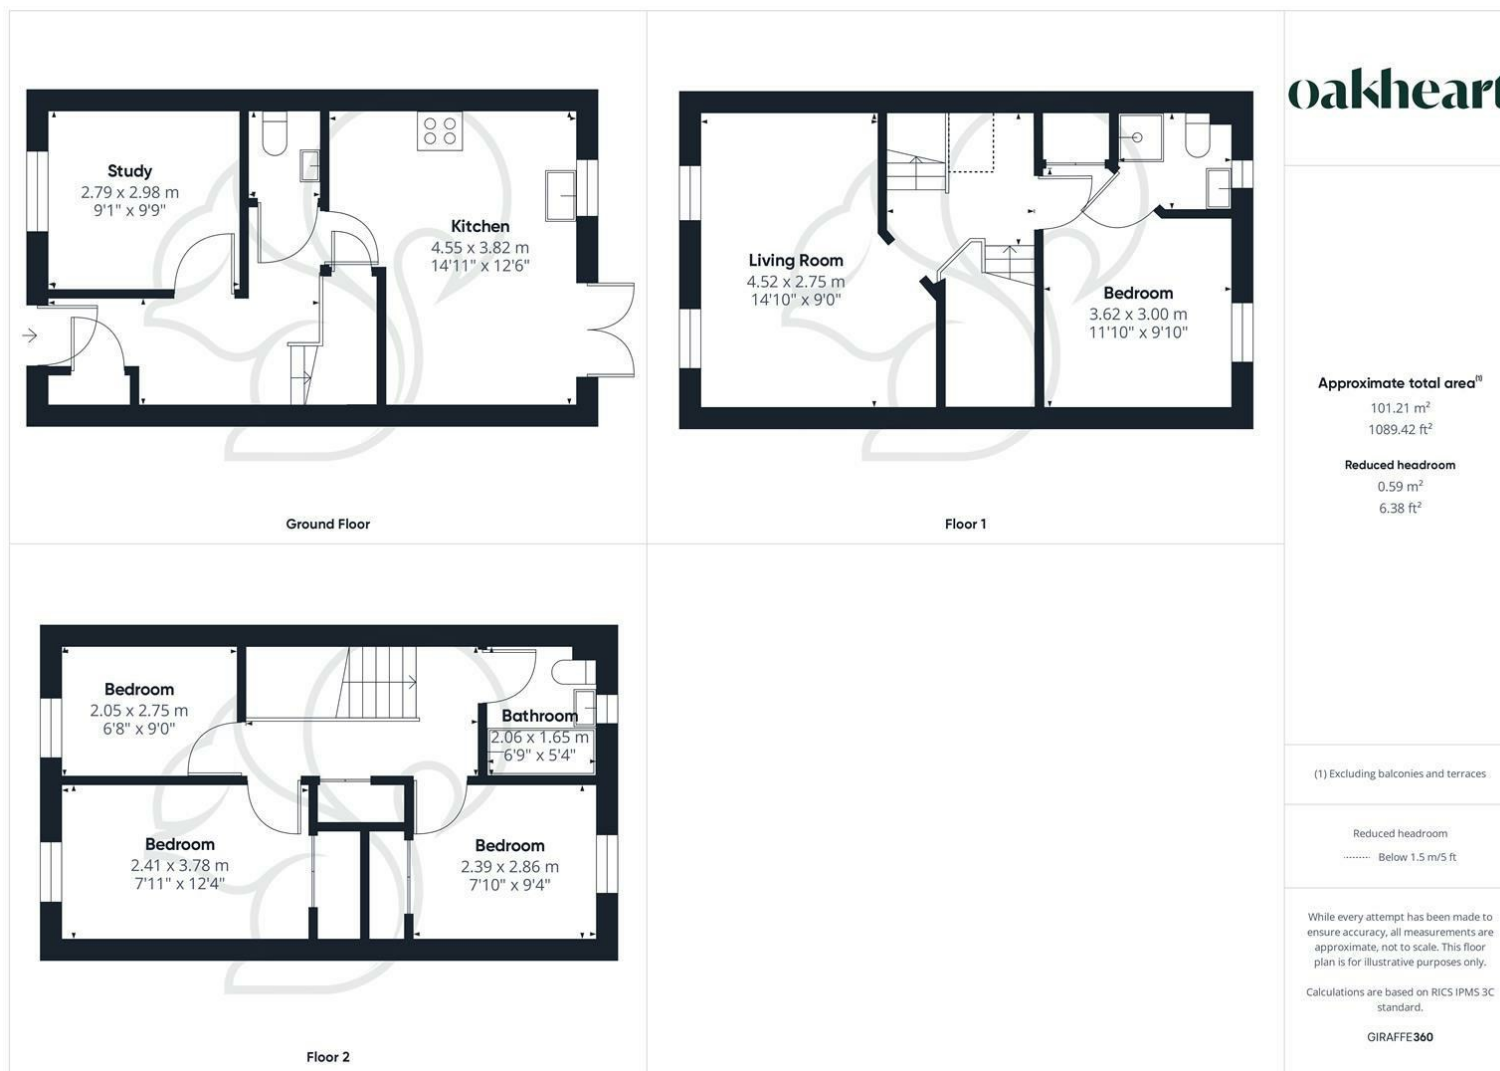 Study
2.79 x 2.98 m
9'1" x 9'9"
Kitchen
4.55 x 3.82 m
14'11" x 12'6"
Ground Floor
Living Room
4.52 x 2.75 m
14'10" x 9'0"
Bedroom
3.62 x 3.00 m
11'10" x 9'10"
Floor 1
Bedroom
2.05 x 2.75 m
6'8" x 9'0"
Bathroom
2.06 x 1.65 m
6'9" x 5'4"
Bedroom
2.41 x 3.78 m
7'11" x 12'4"
Bedroom
2.39 x 2.86 m
7'10" x 9'4"
Floor 2
oakheart
Approximate total area(1)
101.21 m²
1089.42 ft²
Reduced headroom
0.59 m²
6.38 ft²
(1) Excluding balconies and terraces
Reduced headroom
Below 1.5 m/5 ft
While every attempt has been made to
ensure accuracy, all measurements are
approximate, not to scale. This floor
plan is for illustrative purposes only.
Calculations are based on RICS IPMS 3C
standard.
GIRAFFE360